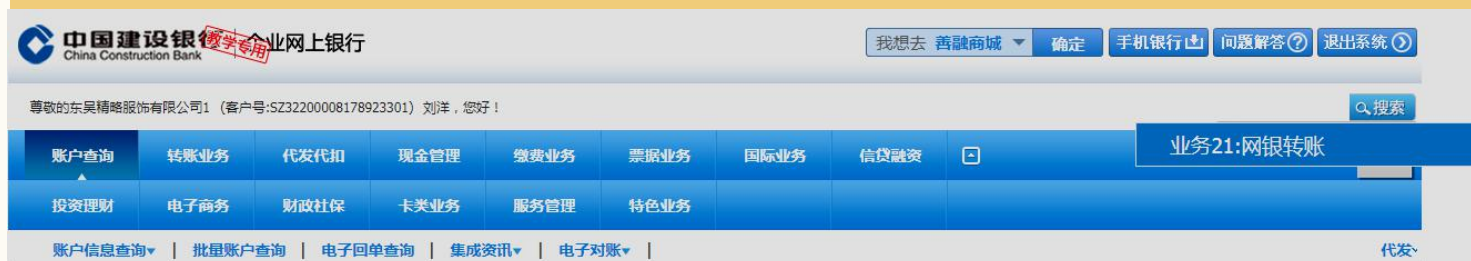 中国建设银行 企业网上银行
China Construction Bank
教学专用
我想去 善融商城 确定 手机银行 问题解答 退出系统
尊敬的东吴精略服饰有限公司1 (客户号:SZ32200008178923301) 刘洋，您好！
搜索
业务21:网银转账
账户查询 转账业务 代发代扣 现金管理 缴费业务 票据业务 国际业务 信贷融资
投资理财 电子商务 财政社保 卡类业务 服务管理 特色业务
账户信息查询 | 批量账户查询 | 电子回单查询 | 集成资讯 | 电子对账 |
代发